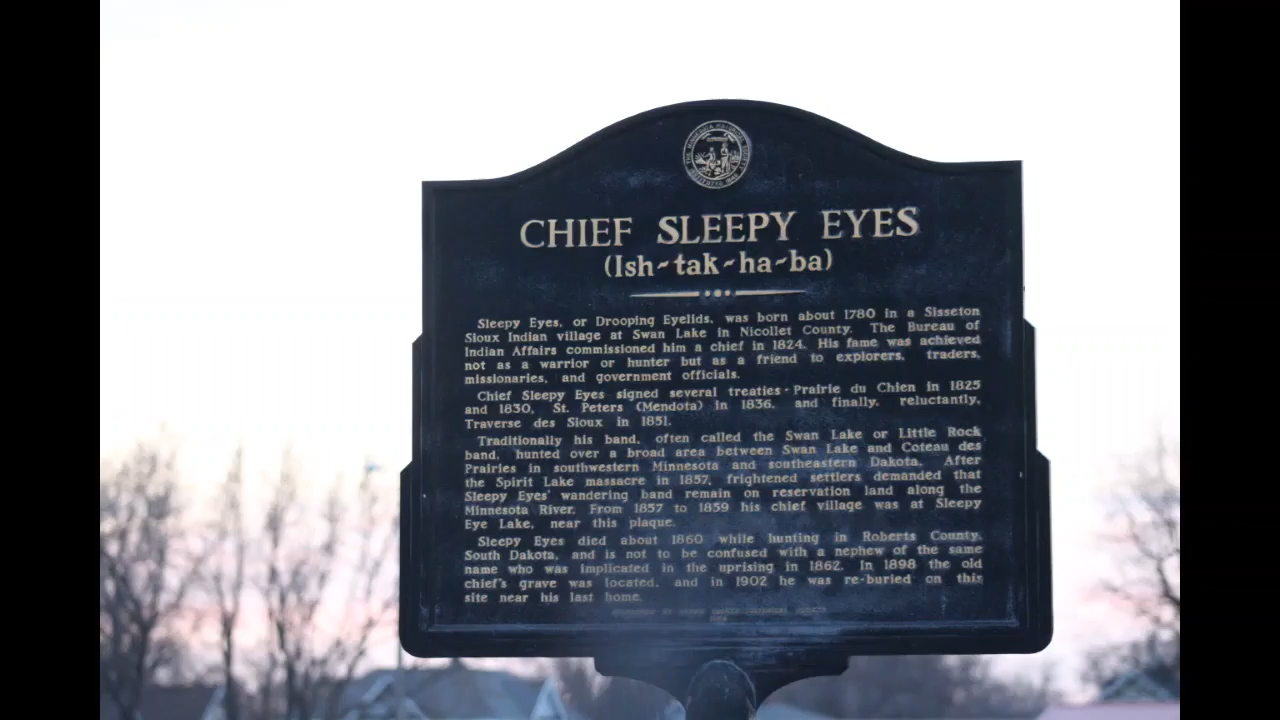 CHIEF SLEEPY EYES
(Ish-tak-ha-ba)
Sleepy Eyes, or Drooping Eyelids, was born about 1780 in a Sisseton
Sioux Indian village at Swan Lake in Nicollet County. The Bureau of
Indian Affairs commissioned him a chief in 1824. His fame was achieved
not as a warrior or hunter but as a friend to explorers, traders,
missionaries, and government officials.
Chief Sleepy Eyes signed several treaties - Prairie du Chien in 1825
and 1830, St. Peters (Mendota) in 1836, and finally, reluctantly,
Traverse des Sioux in 1851.
Traditionally his band, often called the Swan Lake or Little Rock
band, hunted over a broad area between Swan Lake and Coteau des
Prairies in southwestern Minnesota and southeastern Dakota. After
the Spirit Lake massacre in 1857, frightened settlers demanded that
Sleepy Eyes' wandering band remain on reservation land along the
Minnesota River. From 1857 to 1859 his chief village was at Sleepy
Eye Lake, near this plaque.
Sleepy Eyes died about 1860 while hunting in Roberts County,
South Dakota, and is not to be confused with a nephew of the same
name who was implicated in the uprising in 1862. In 1898 the old
chief's grave was located, and in 1902 he was re-buried on this
site near his last home.